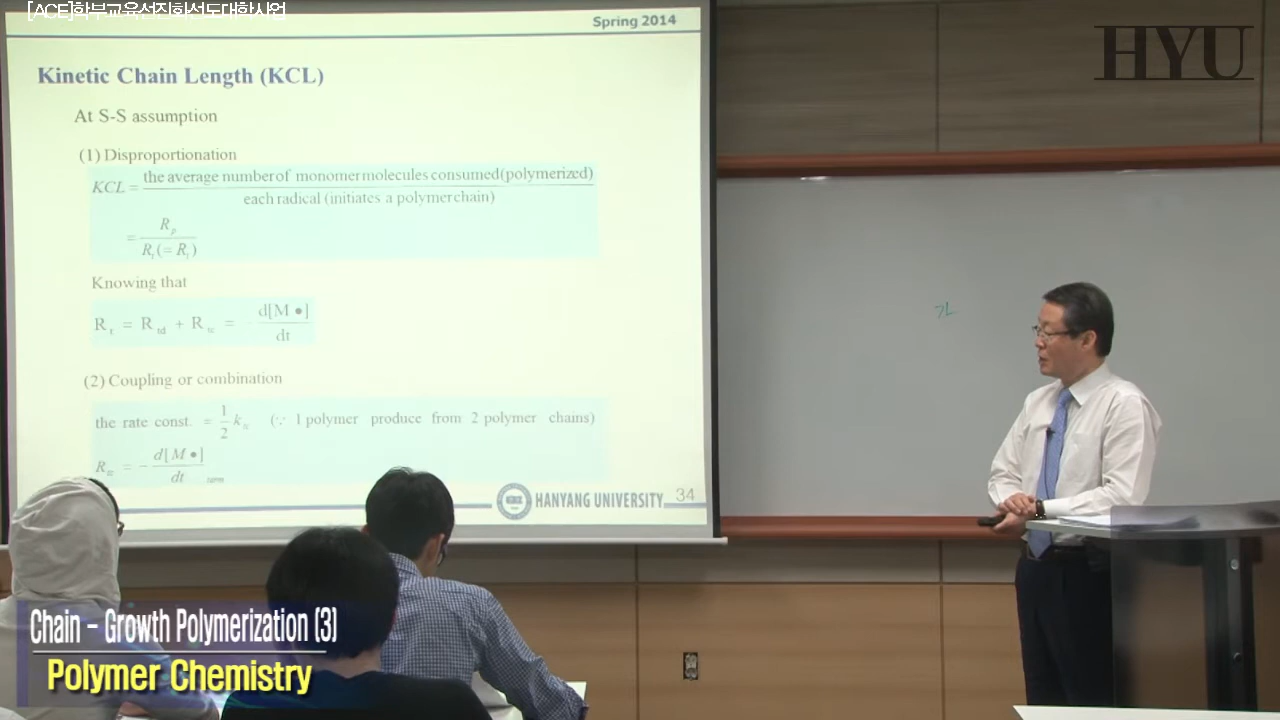 [ACE]학부교육선진화선도대학사업
Spring 2014
HYU
Kinetic Chain Length (KCL)
At S-S assumption
(1) Disproportionation
KCL = the average number of monomer molecules consumed (polymerized) / each radical (initiates a polymer chain)
= R_p / R_i (= R_t)
Knowing that
R_t = R_td + R_tc = - d[M •] / dt
(2) Coupling or combination
the rate const. = 1/2 k_tc (∵ 1 polymer produce from 2 polymer chains)
R_tc = - d[M •] / dt term
HANYANG UNIVERSITY
34
Chain - Growth Polymerization (3)
Polymer Chemistry